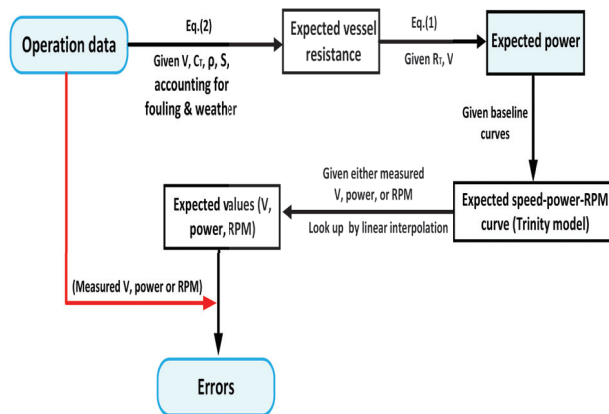 Operation data
Eq.(2)
Given V, CT, ρ, S,
accounting for
fouling & weather
Expected vessel
resistance
Eq.(1)
Given RT, V
Expected power
Given baseline
curves
Expected speed-power-RPM
curve (Trinity model)
Given either measured
V, power, or RPM
Look up by linear interpolation
Expected values (V,
power, RPM)
(Measured V, power or RPM)
Errors